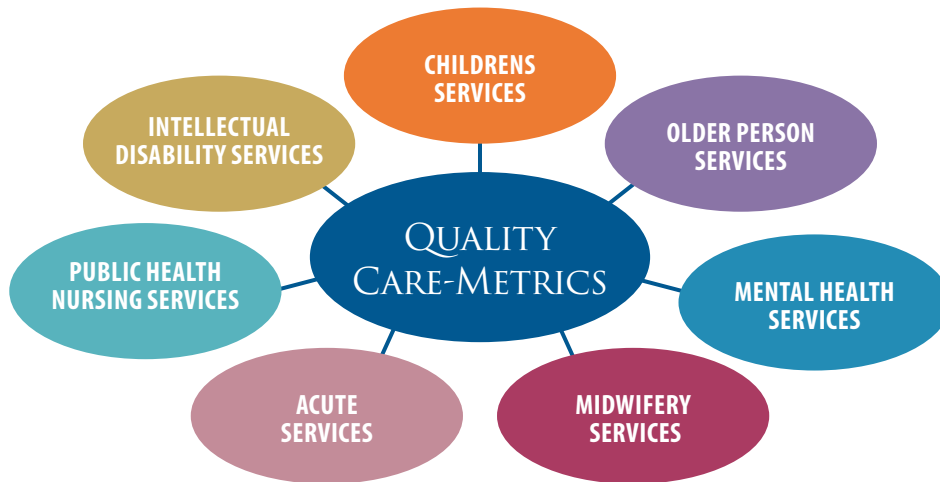 CHILDRENS
SERVICES
INTELLECTUAL
DISABILITY SERVICES
OLDER PERSON
SERVICES
QUALITY
CARE-METRICS
PUBLIC HEALTH
NURSING SERVICES
MENTAL HEALTH
SERVICES
ACUTE
SERVICES
MIDWIFERY
SERVICES